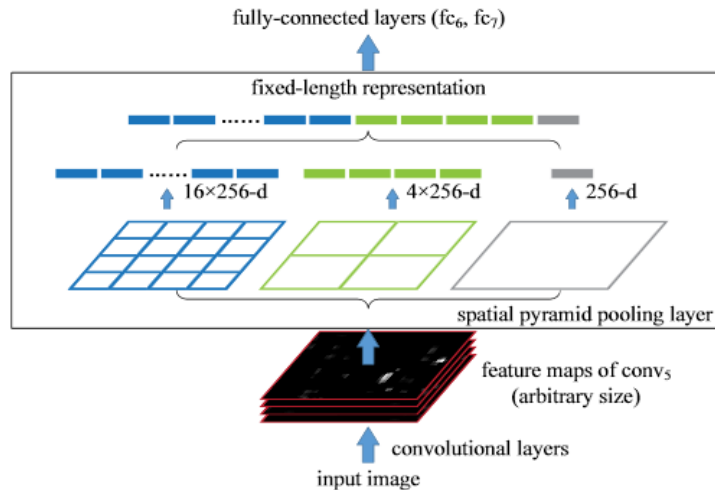 fully-connected layers (fc₆, fc₇)
fixed-length representation
......
......
16×256-d
4×256-d
256-d
spatial pyramid pooling layer
feature maps of conv₅
(arbitrary size)
convolutional layers
input image